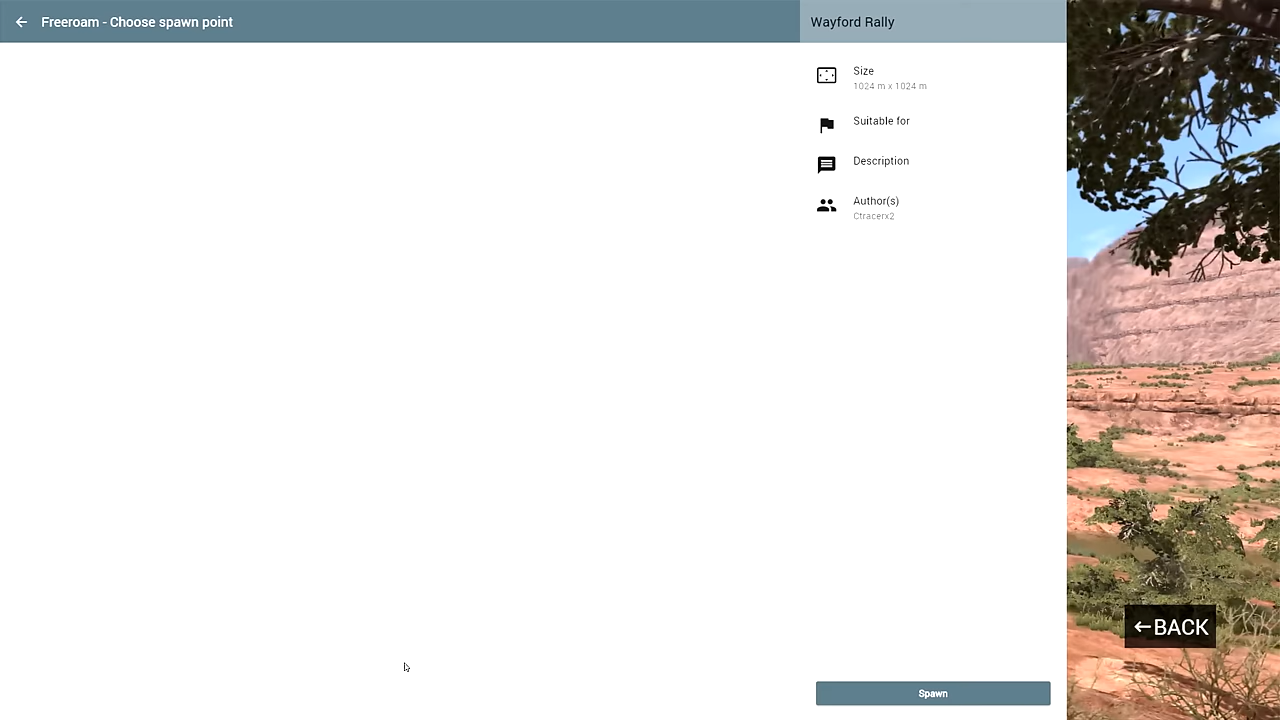 Freeroam - Choose spawn point
Wayford Rally
Size
1024 m x 1024 m
Suitable for
Description
Author(s)
Ctracerx2
←BACK
Spawn